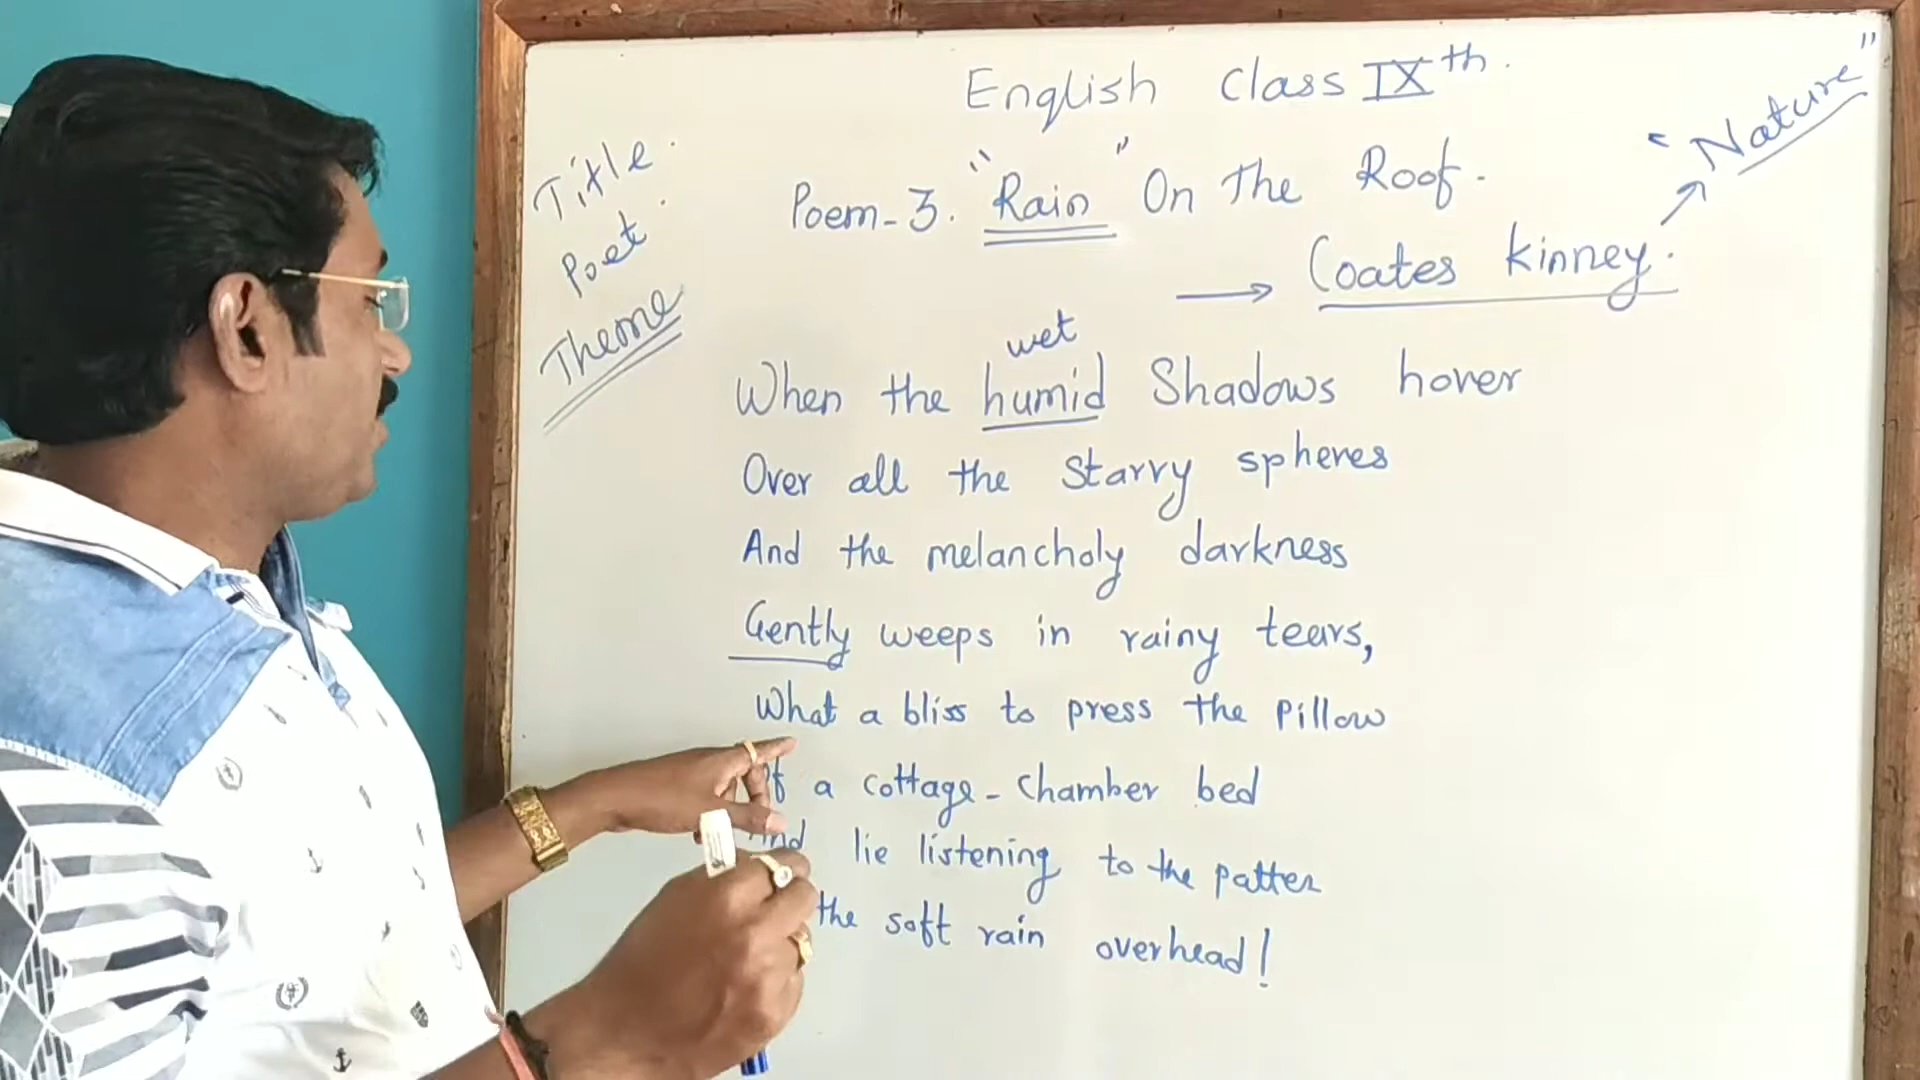 English Class IXth.
"Nature"
Title.
Poet.
Theme
Poem-3. "Rain" On The Roof.
→ Coates kinney.
wet
When the humid Shadows hover
Over all the starry spheres
And the melancholy darkness
Gently weeps in rainy tears,
What a bliss to press the pillow
Of a cottage-chamber bed
And lie listening to the patter
the soft rain overhead!